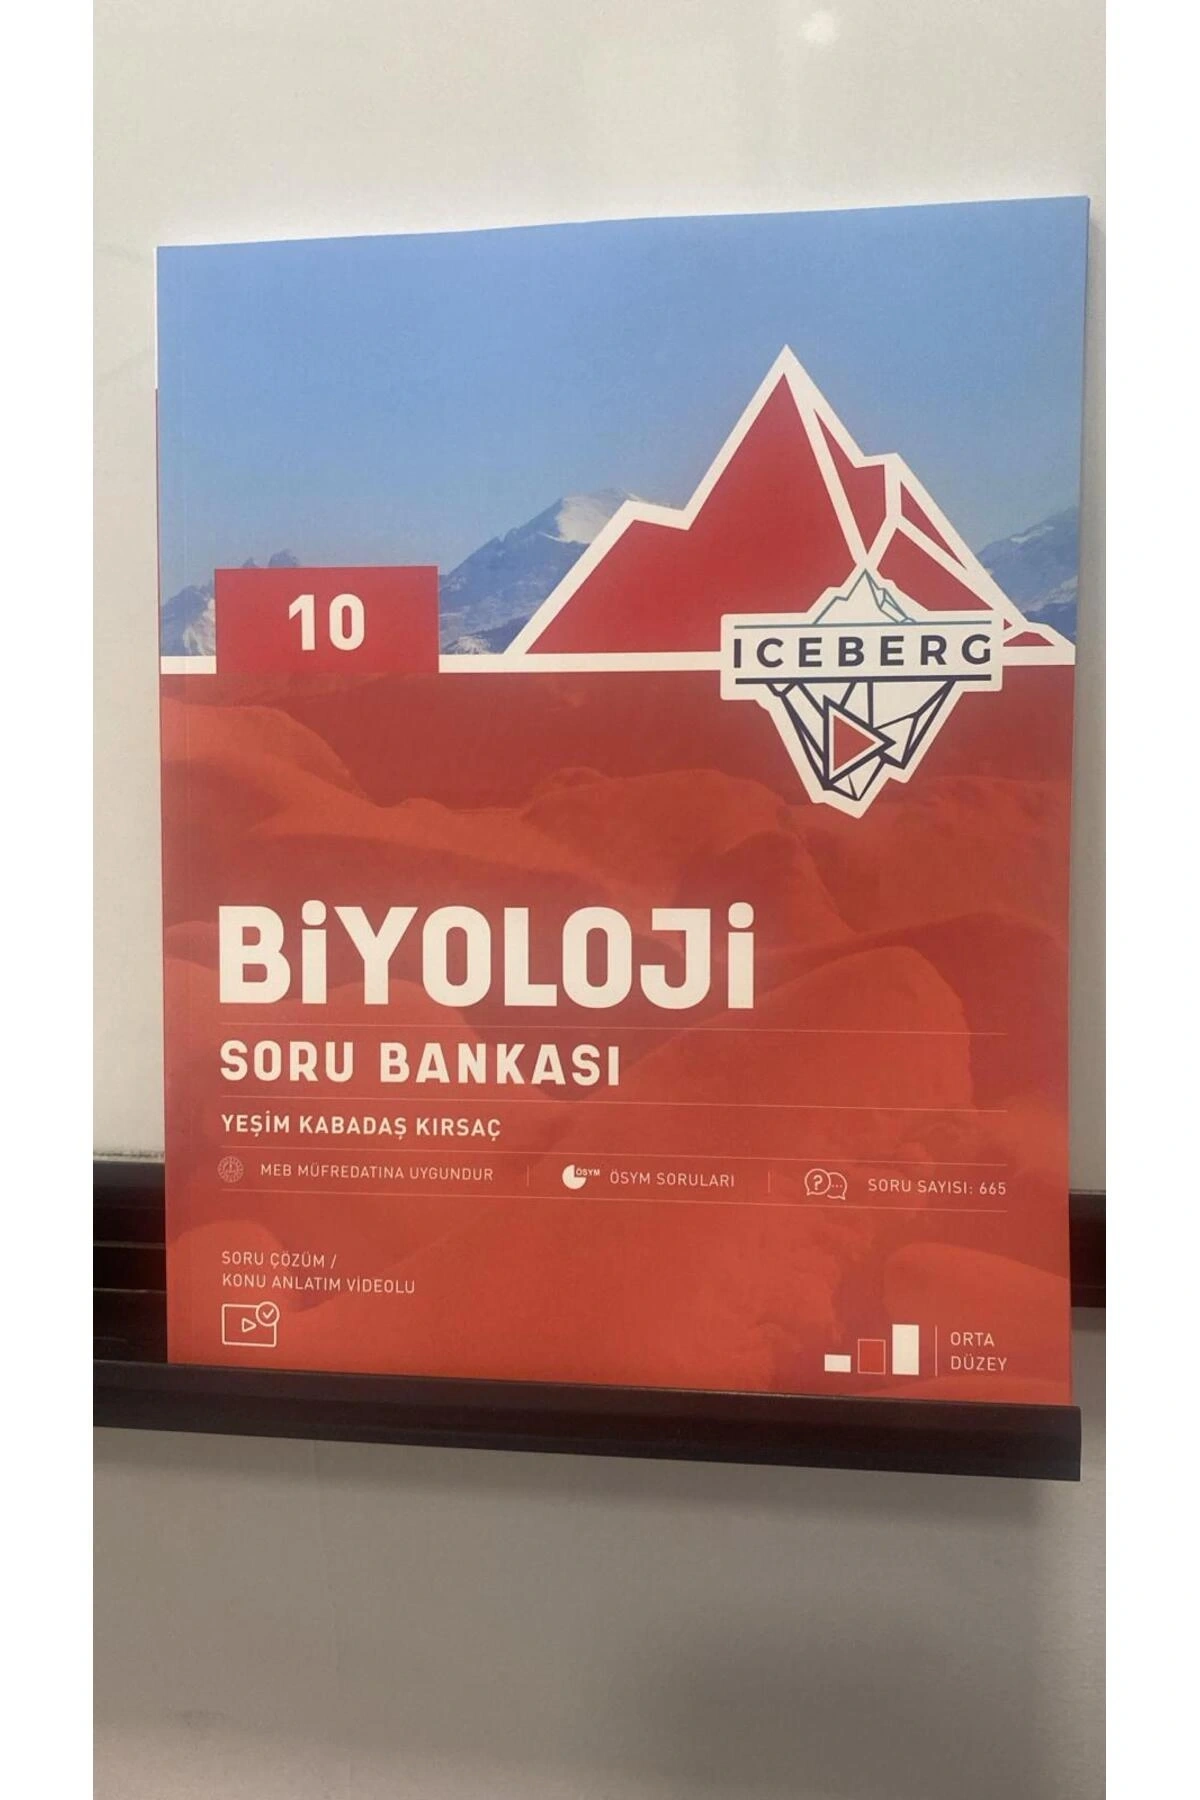 10
ICEBERG
BiYOLOJi
SORU BANKASI
YEŞİM KABADAŞ KIRSAÇ
MEB MÜFREDATINA UYGUNDUR
ÖSYM ÖSYM SORULARI
SORU SAYISI: 665
SORU ÇÖZÜM /
KONU ANLATIM VİDEOLU
ORTA
DÜZEY